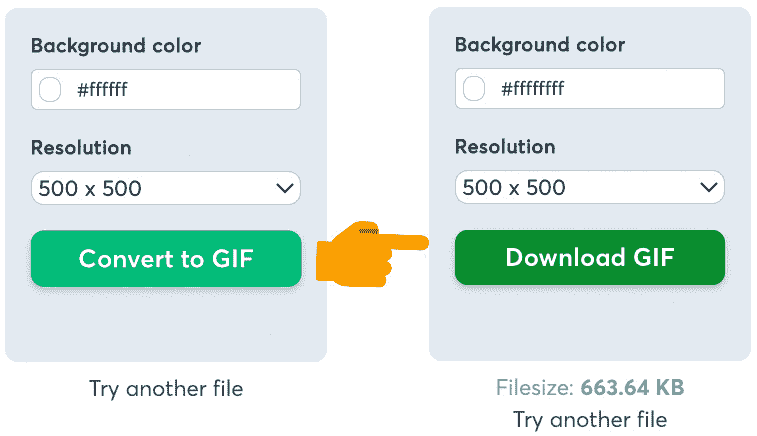 Background color
#ffffff
Resolution
500 x 500
Convert to GIF
Try another file
Background color
#ffffffff
Resolution
500 x 500
Download GIF
Filesize: 663.64 KB
Try another file